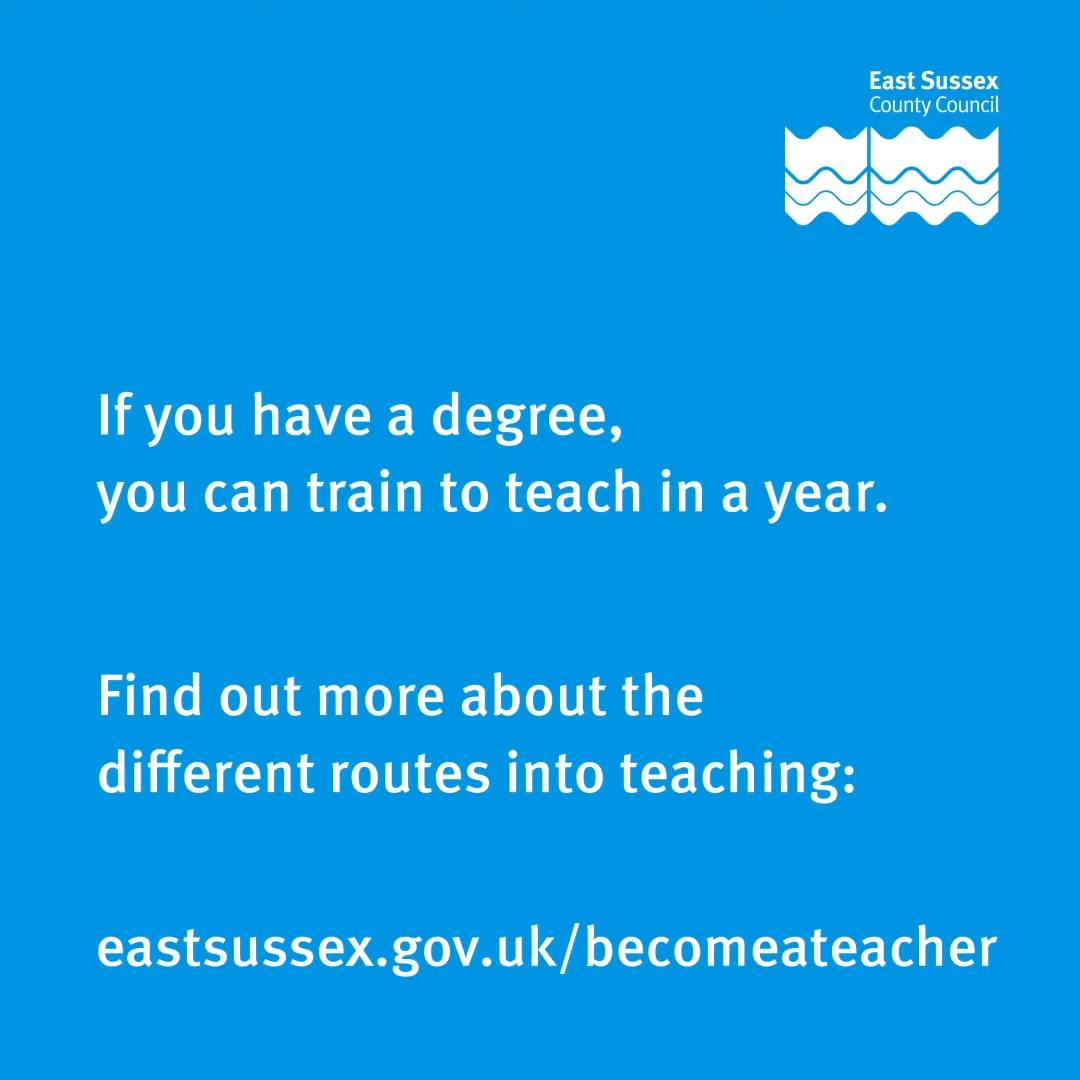 East Sussex
County Council
If you have a degree,
you can train to teach in a year.
Find out more about the
different routes into teaching:
eastsussex.gov.uk/becomeateacher